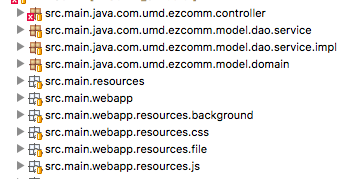 src.main.java.com.umd.ezcomm.controller
src.main.java.com.umd.ezcomm.model.dao.service
src.main.java.com.umd.ezcomm.model.dao.service.impl
src.main.java.com.umd.ezcomm.model.domain
src.main.resources
src.main.webapp
src.main.webapp.resources.background
src.main.webapp.resources.css
src.main.webapp.resources.file
src.main.webapp.resources.js